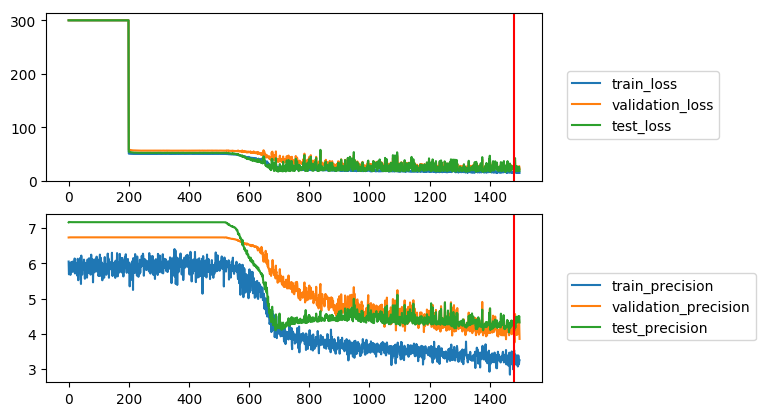 300
200
100
0
0 200 400 600 800 1000 1200 1400
train_loss
validation_loss
test_loss
7
6
5
4
3
0 200 400 600 800 1000 1200 1400
train_precision
validation_precision
test_precision